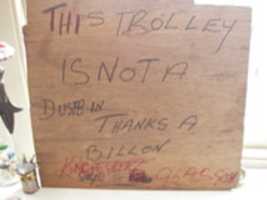 THIS TROLLEY
IS NOT A
DUSTBIN
THANKS A
BILLON